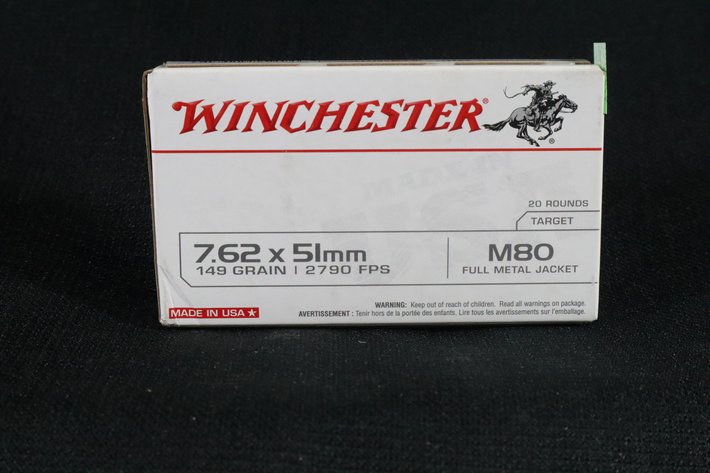 WINCHESTER®
20 ROUNDS
TARGET
7.62 x 51mm
149 GRAIN | 2790 FPS
M80
FULL METAL JACKET
MADE IN USA★
WARNING: Keep out of reach of children. Read all warnings on package.
AVERTISSEMENT : Tenir hors de la portée des enfants. Lire tous les avertissements sur l'emballage.